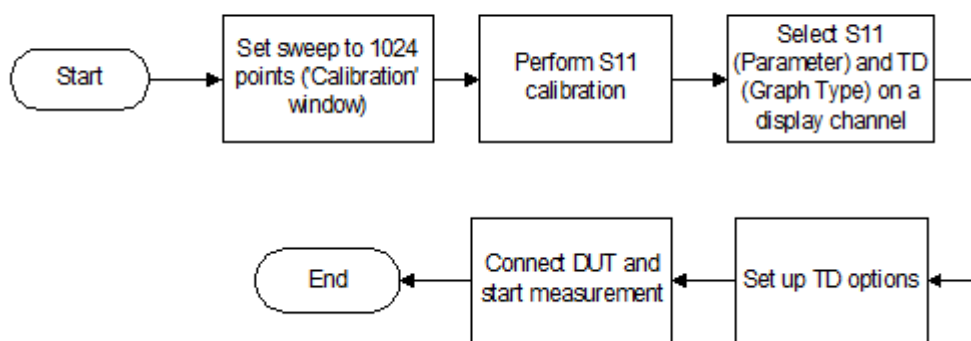 Start
Set sweep to 1024
points ('Calibration'
window)
Perform S11
calibration
Select S11
(Parameter) and TD
(Graph Type) on a
display channel
End
Connect DUT and
start measurement
Set up TD options